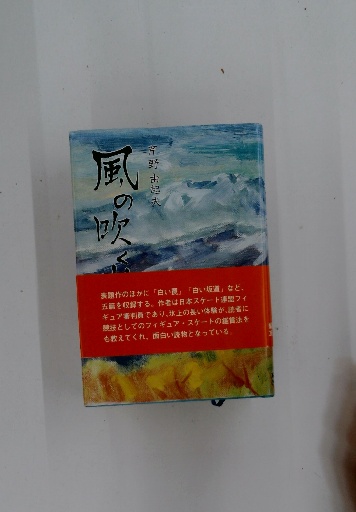 風の吹く
野
夫
表題作のほかに「白い罠」「白い坂道」など、
五篇を収録する。作者は日本スケート連盟フィ
ギュア審判員であり、氷上の長い体験が、読者に
競技としてのフィギュア・スケートの鑑賞法を
も教えてくれ、面白い読物となっている。